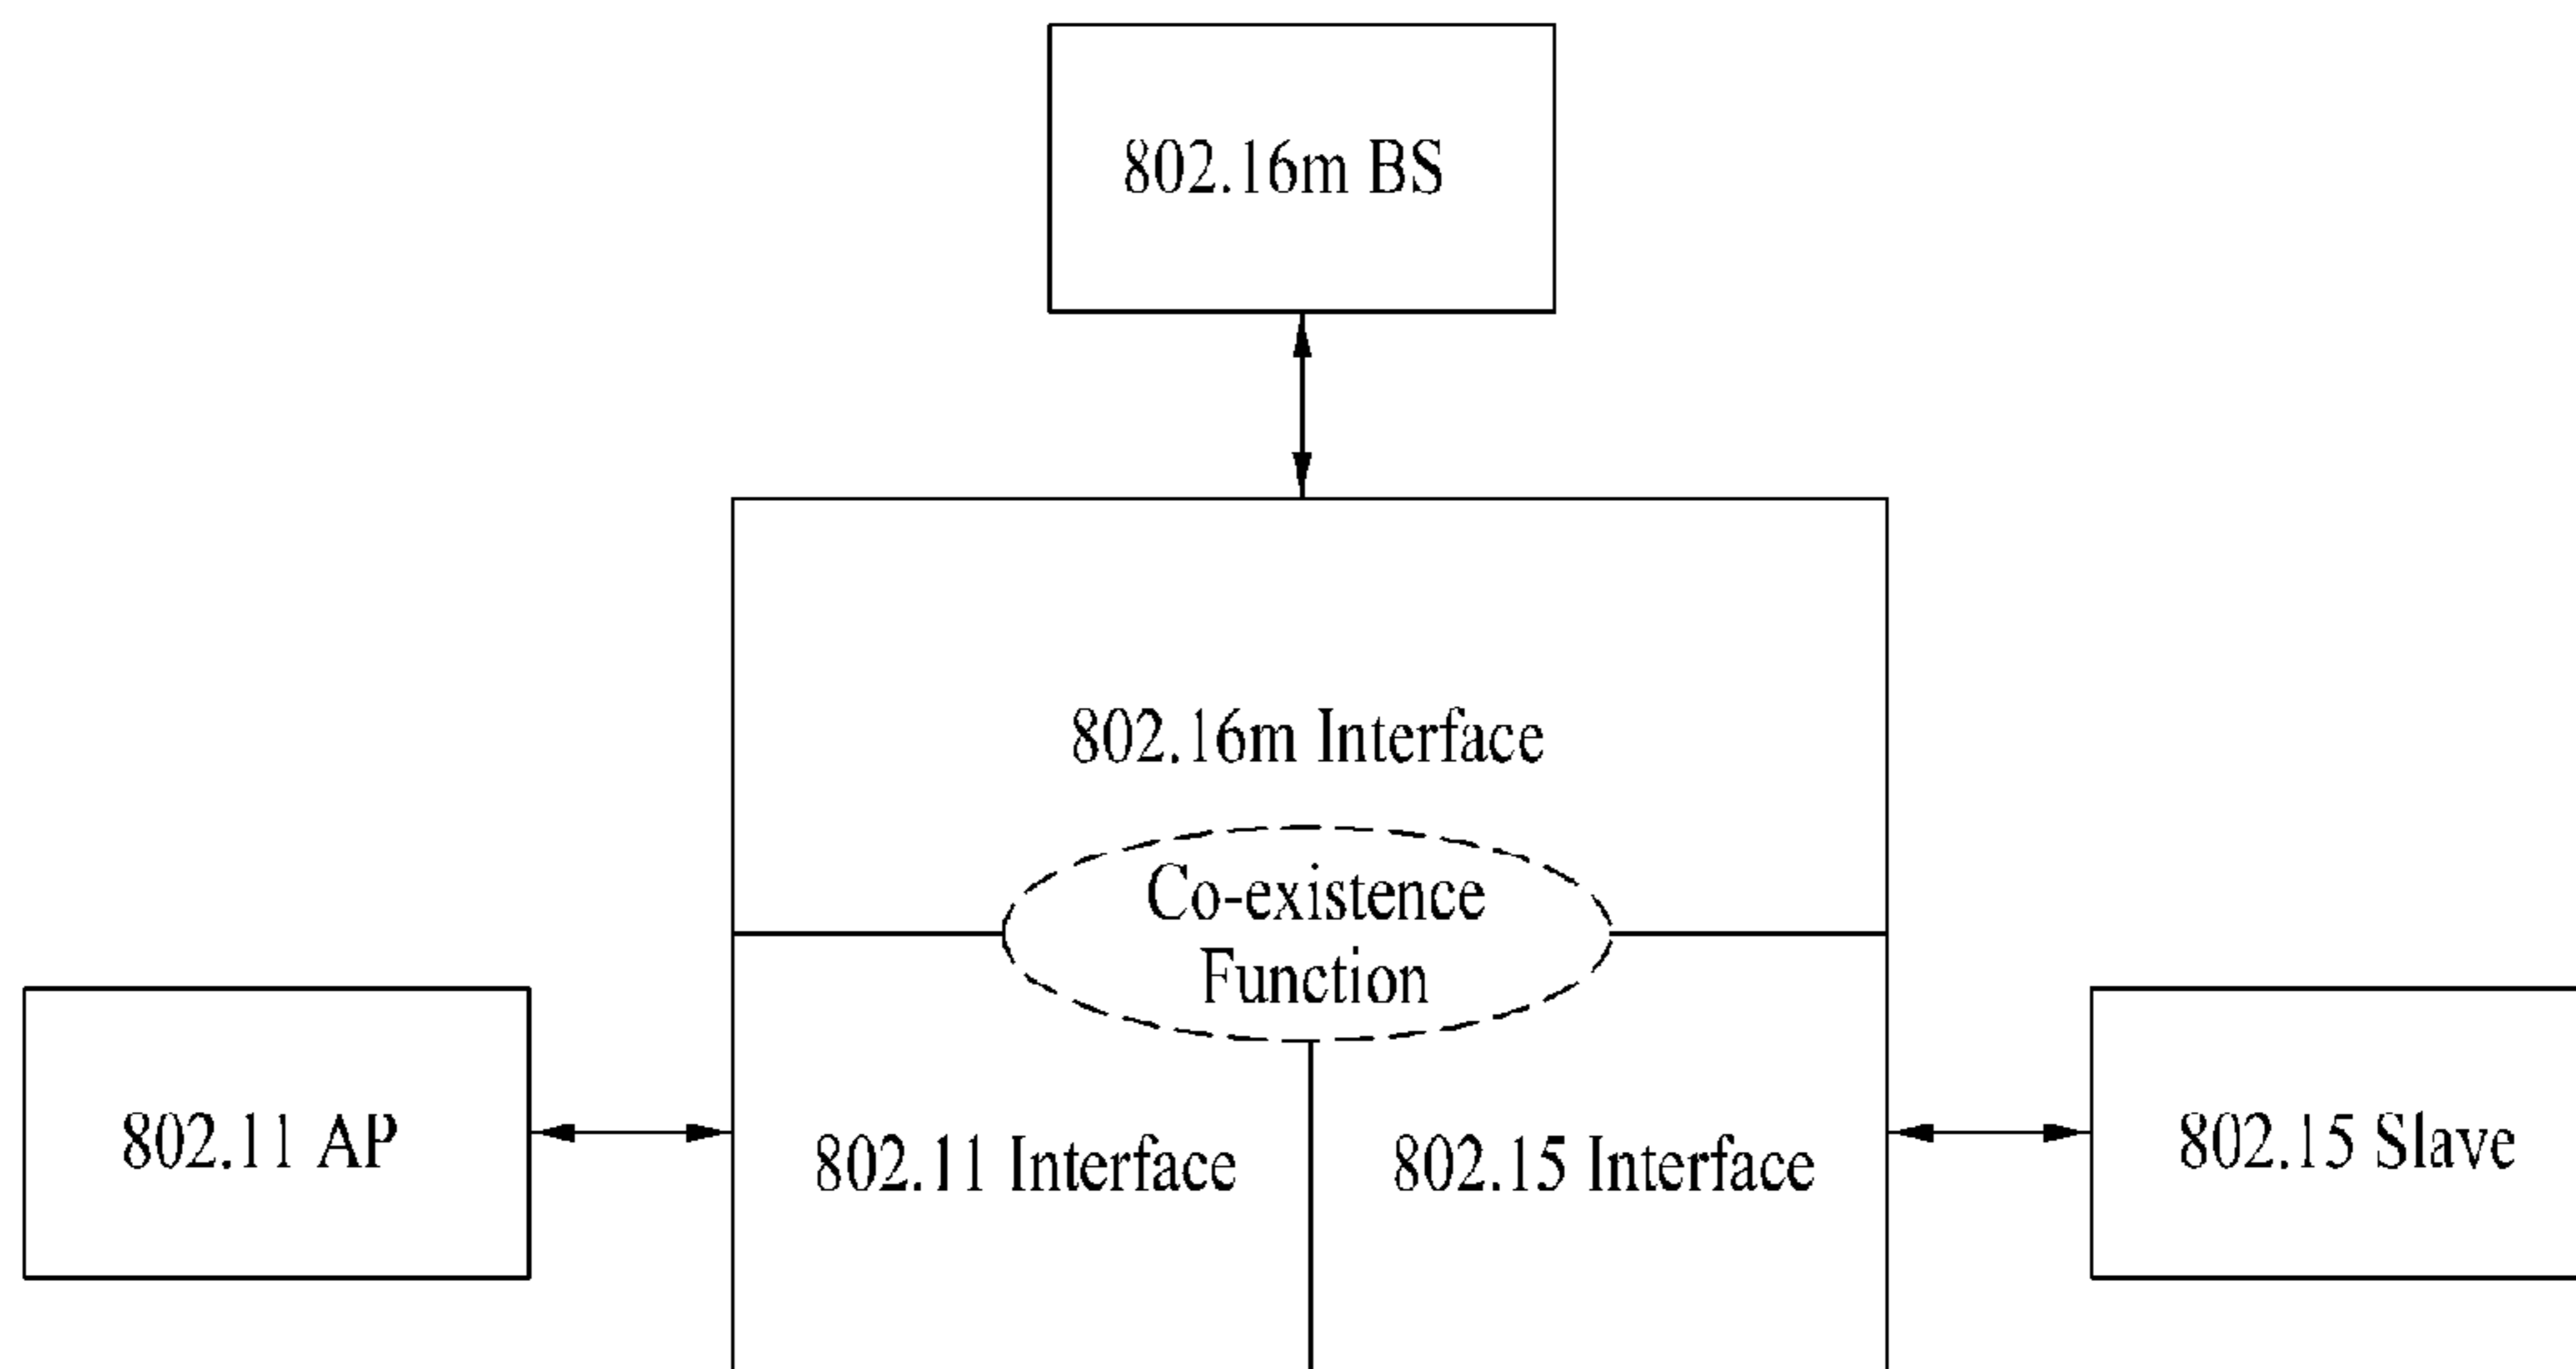 802.16m BS
802.16m Interface
Co-existence
Function
802.11 AP
802.11 Interface
802.15 Interface
802.15 Slave